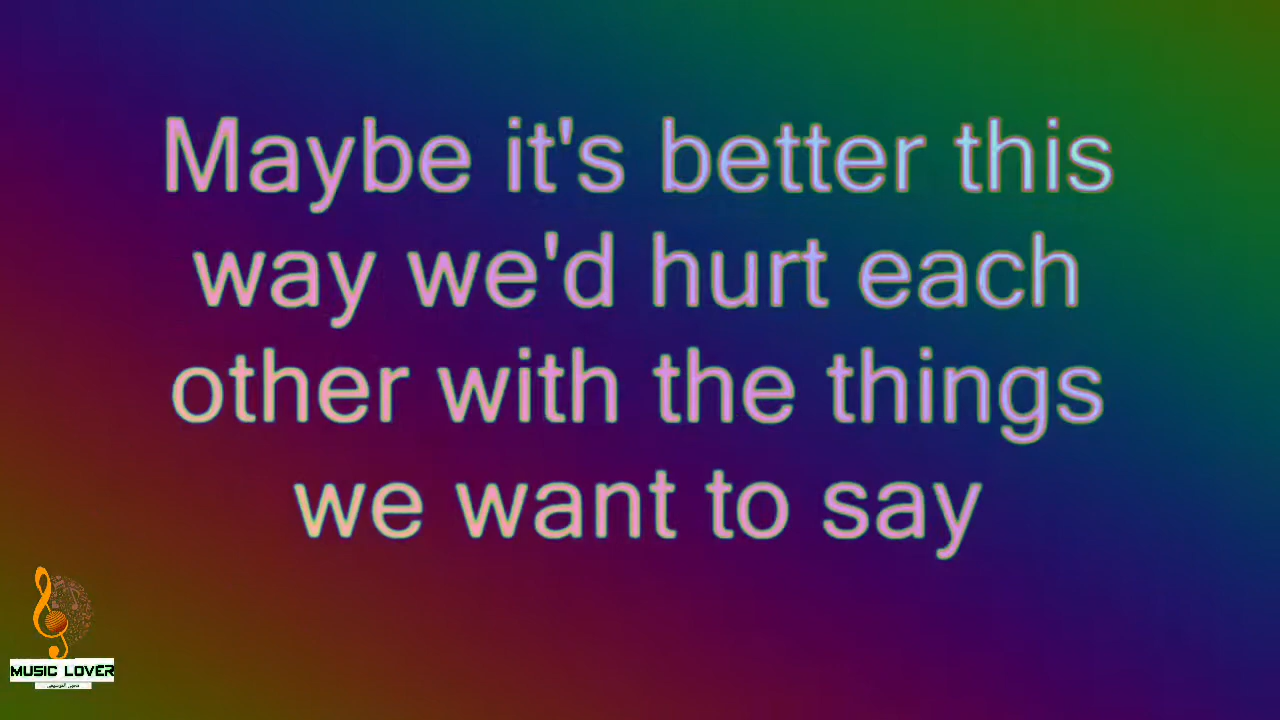 Maybe it's better this
way we'd hurt each
other with the things
we want to say
MUSIC LOVER